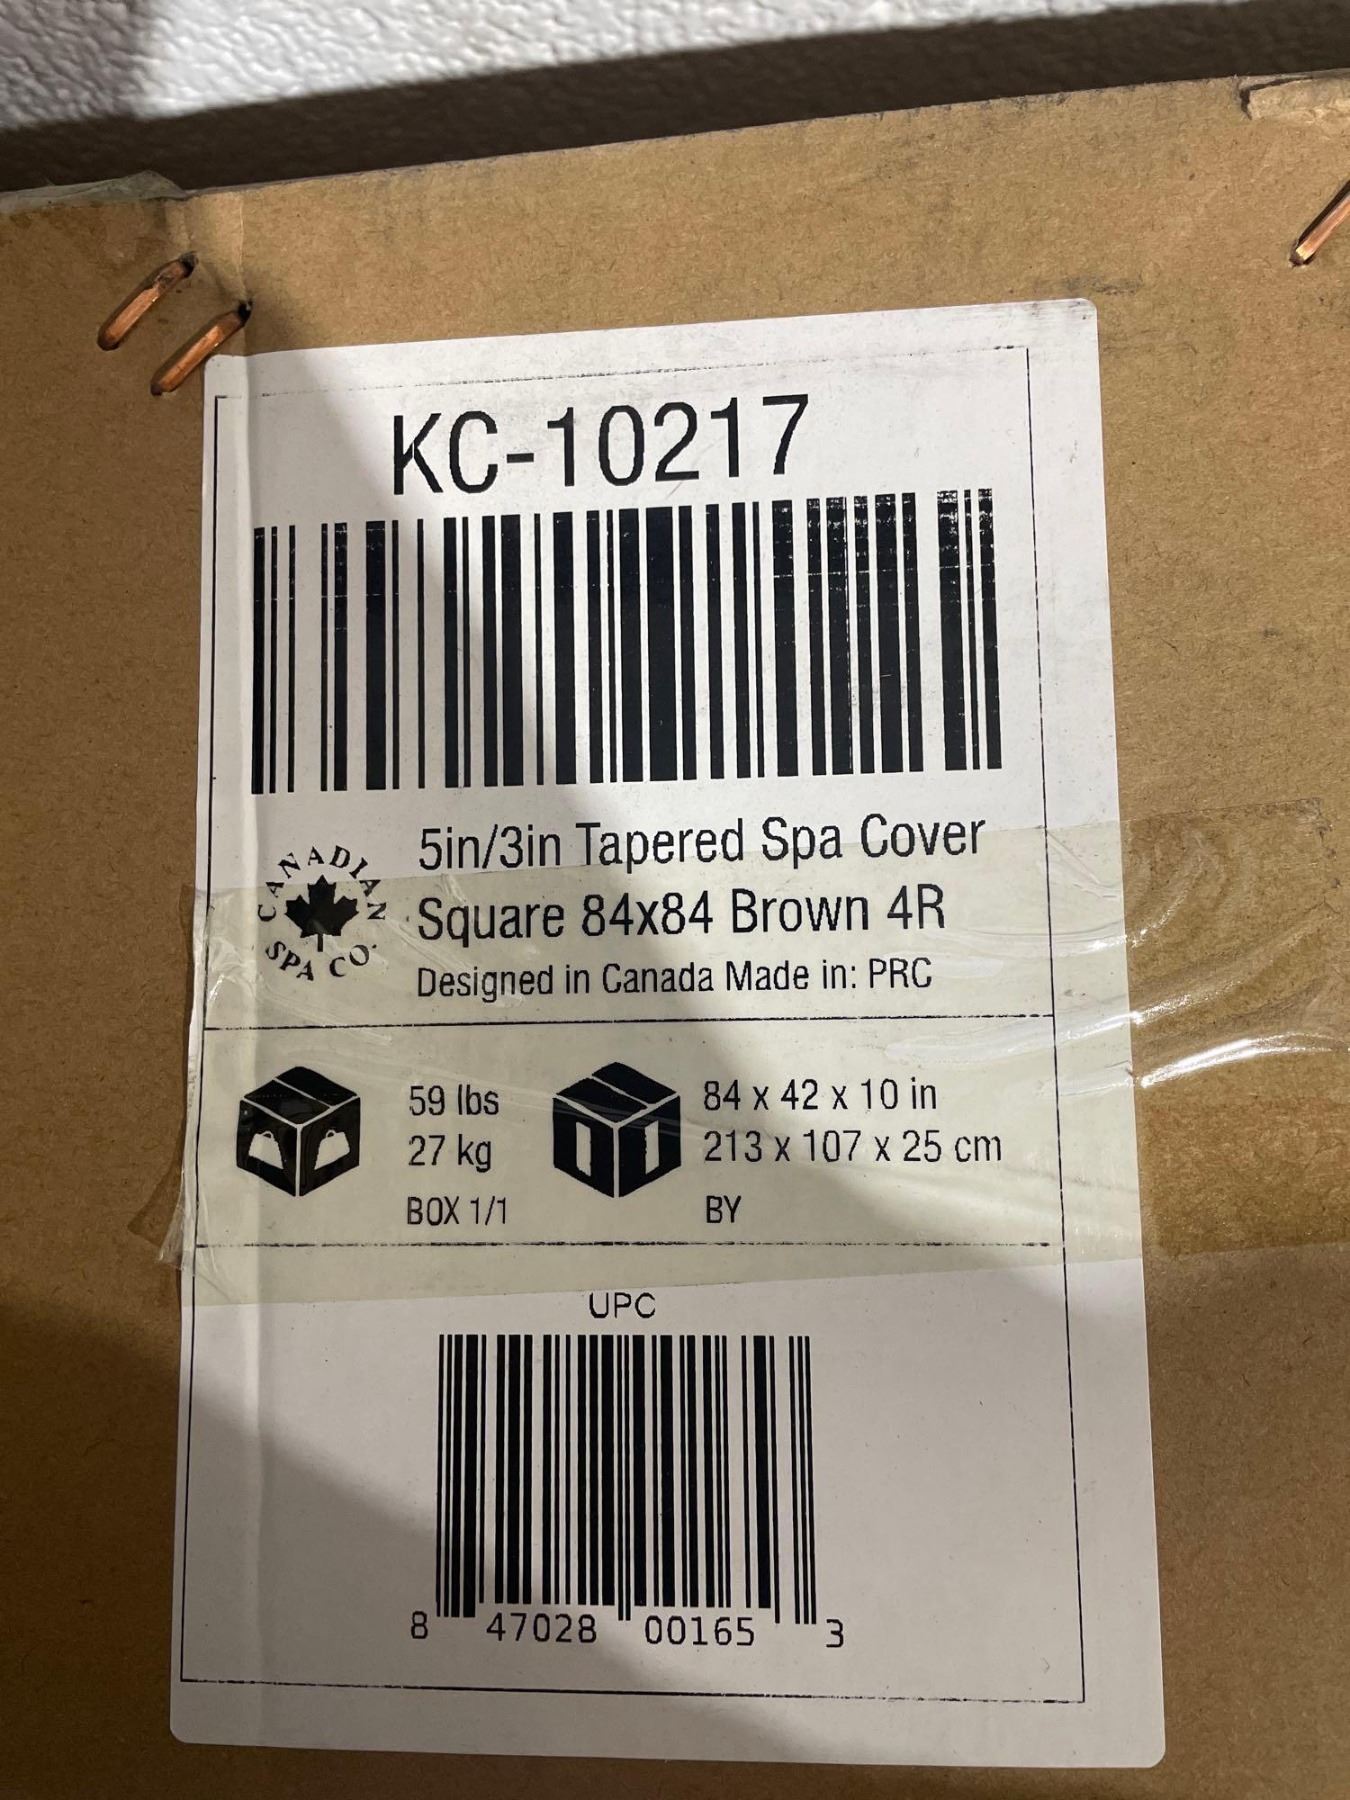 KC-10217
CANADIAN
SPA CO.
5in/3in Tapered Spa Cover
Square 84x84 Brown 4R
Designed in Canada Made in: PRC
59 lbs
27 kg
BOX 1/1
84 x 42 x 10 in
213 x 107 x 25 cm
BY
UPC
8 47028 00165 3